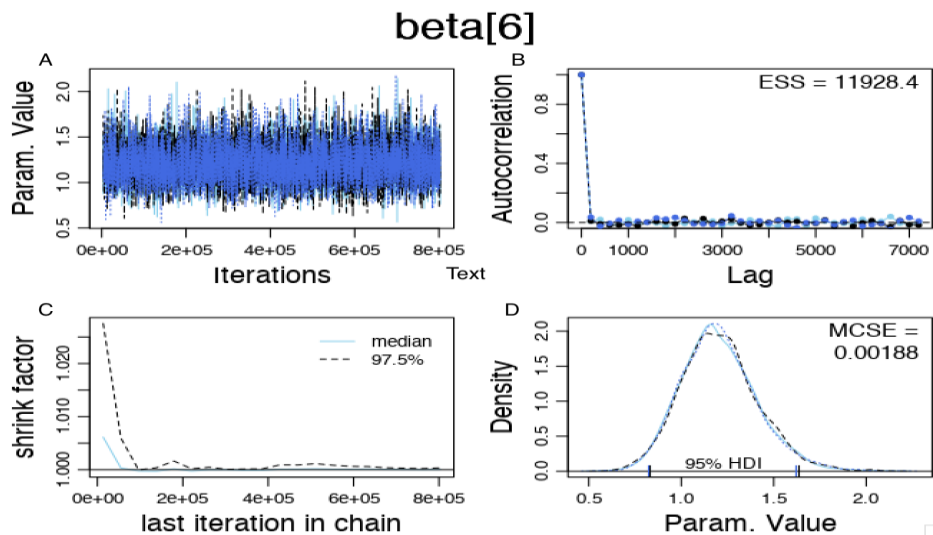 beta[6]
A
Param. Value
0.5 1.0 1.5 2.0
0e+00 2e+05 4e+05 6e+05 8e+05
Iterations
Text
B
Autocorrelation
0.0 0.4 0.8
ESS = 11928.4
0 1000 3000 5000 7000
Lag
C
shrink factor
1.000 1.010 1.020
median
97.5%
0e+00 2e+05 4e+05 6e+05 8e+05
last iteration in chain
D
Density
0.0 0.5 1.0 1.5 2.0
MCSE =
0.00188
95% HDI
0.5 1.0 1.5 2.0
Param. Value